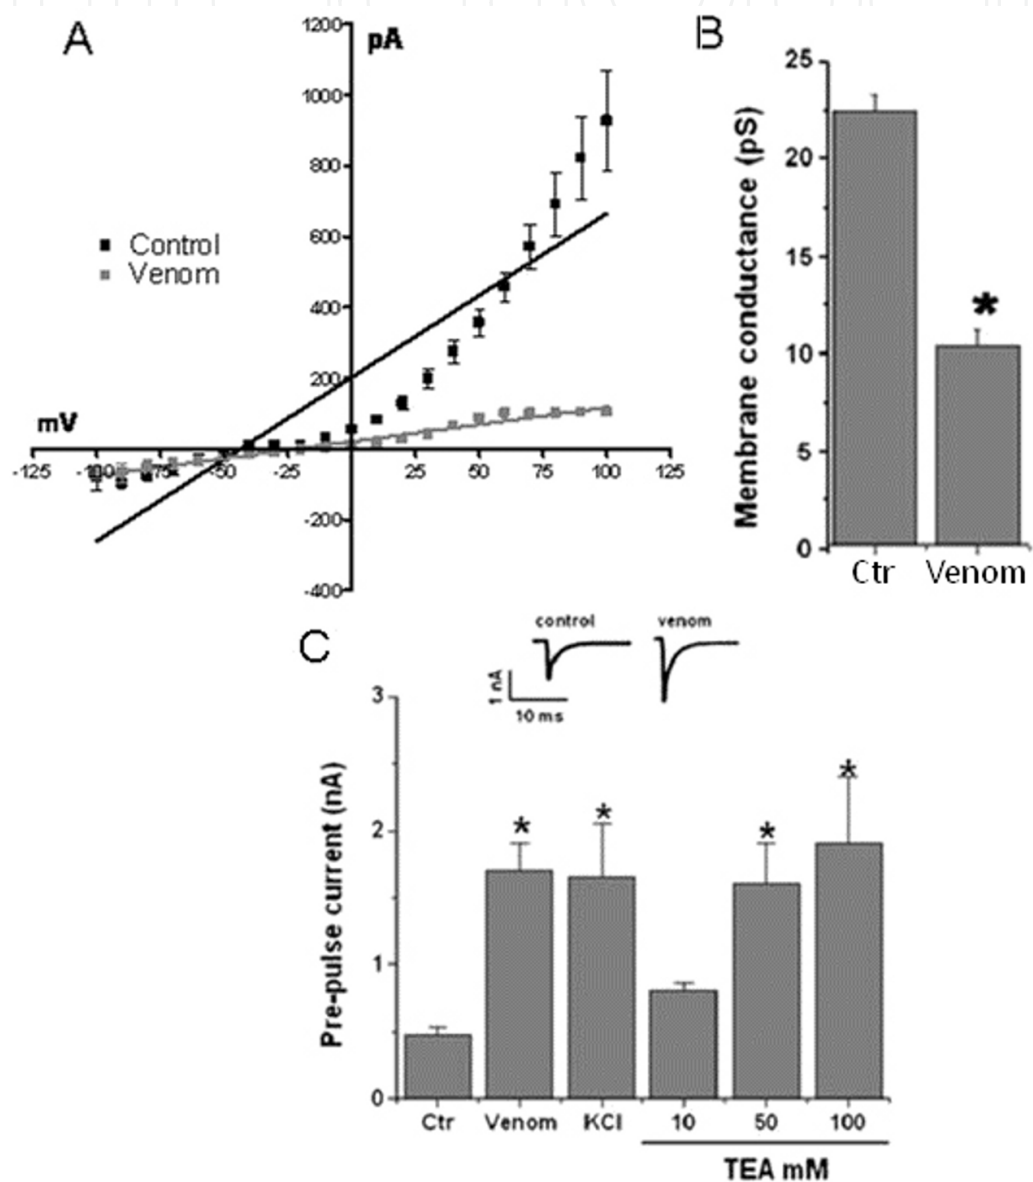 A
pA
1200
1000
800
600
400
200
-200
-400
mV
-125 -100 -75 -50 -25 25 50 75 100 125
Control
Venom
B
Membrane conductance (pS)
25
20
15
10
5
0
*
Ctr Venom
C
control venom
1 nA
10 ms
Pre-pulse current (nA)
3
2
1
0
* * * *
Ctr Venom KCl 10 50 100
TEA mM